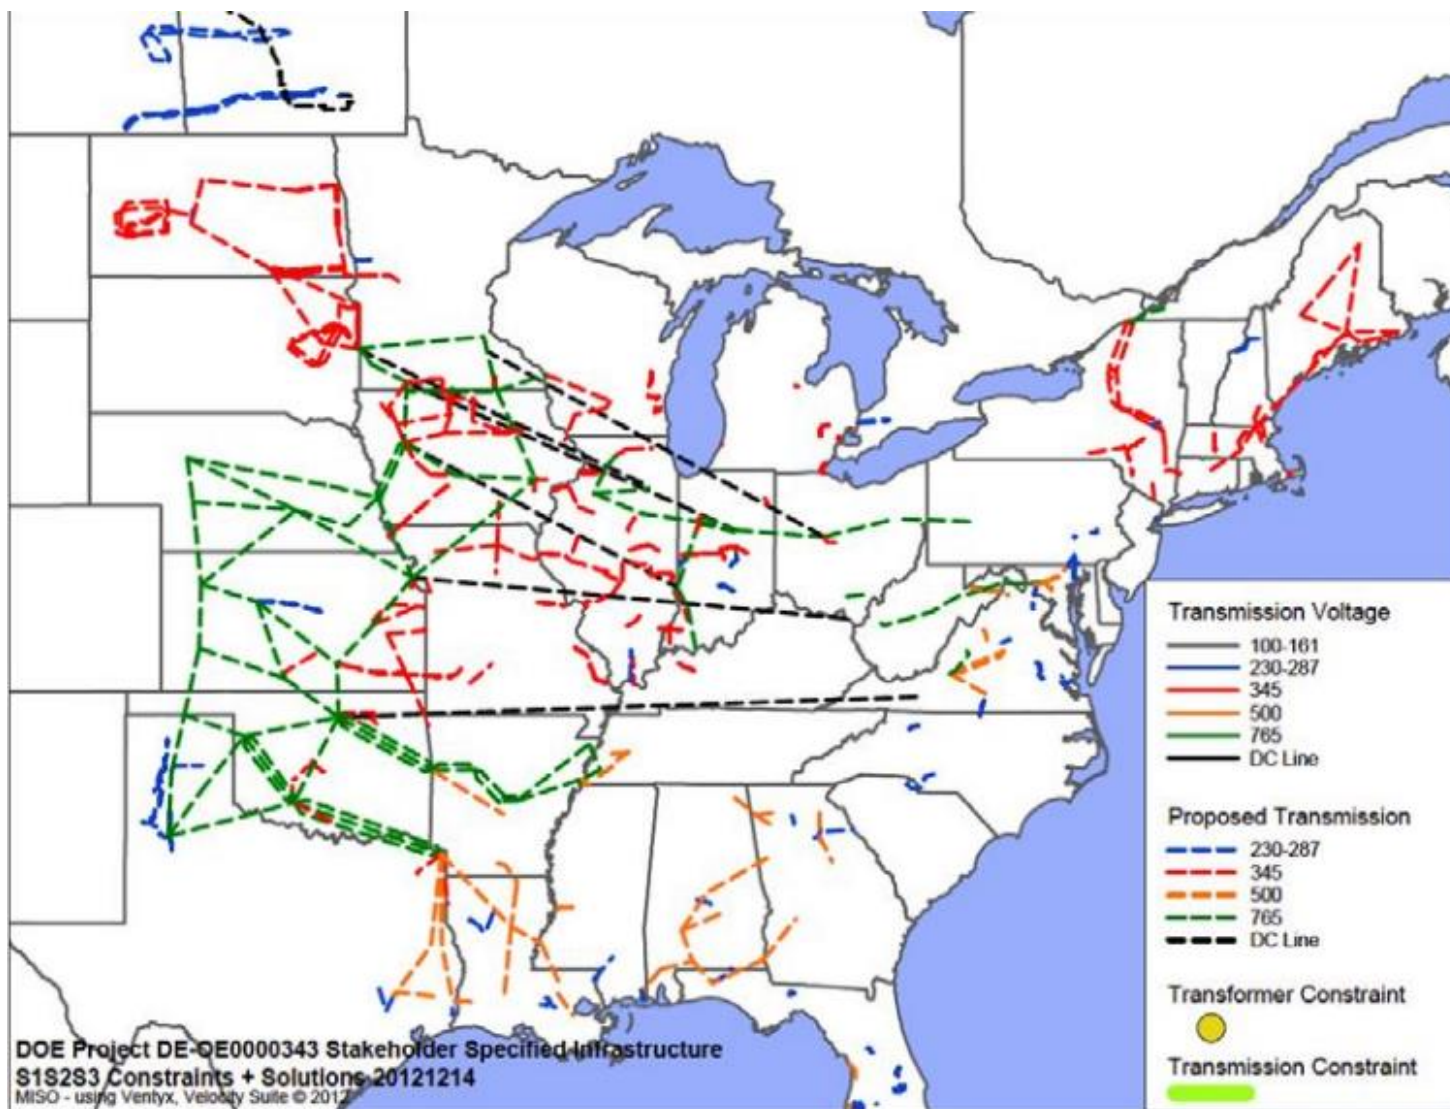 Transmission Voltage
100-161
230-287
345
500
765
DC Line
Proposed Transmission
230-287
345
500
765
DC Line
Transformer Constraint
Transmission Constraint
DOE Project DE-OE0000343 Stakeholder Specified Infrastructure
S1S2S3 Constraints + Solutions 20121214
MISO - using Ventyx, Velocity Suite © 2012